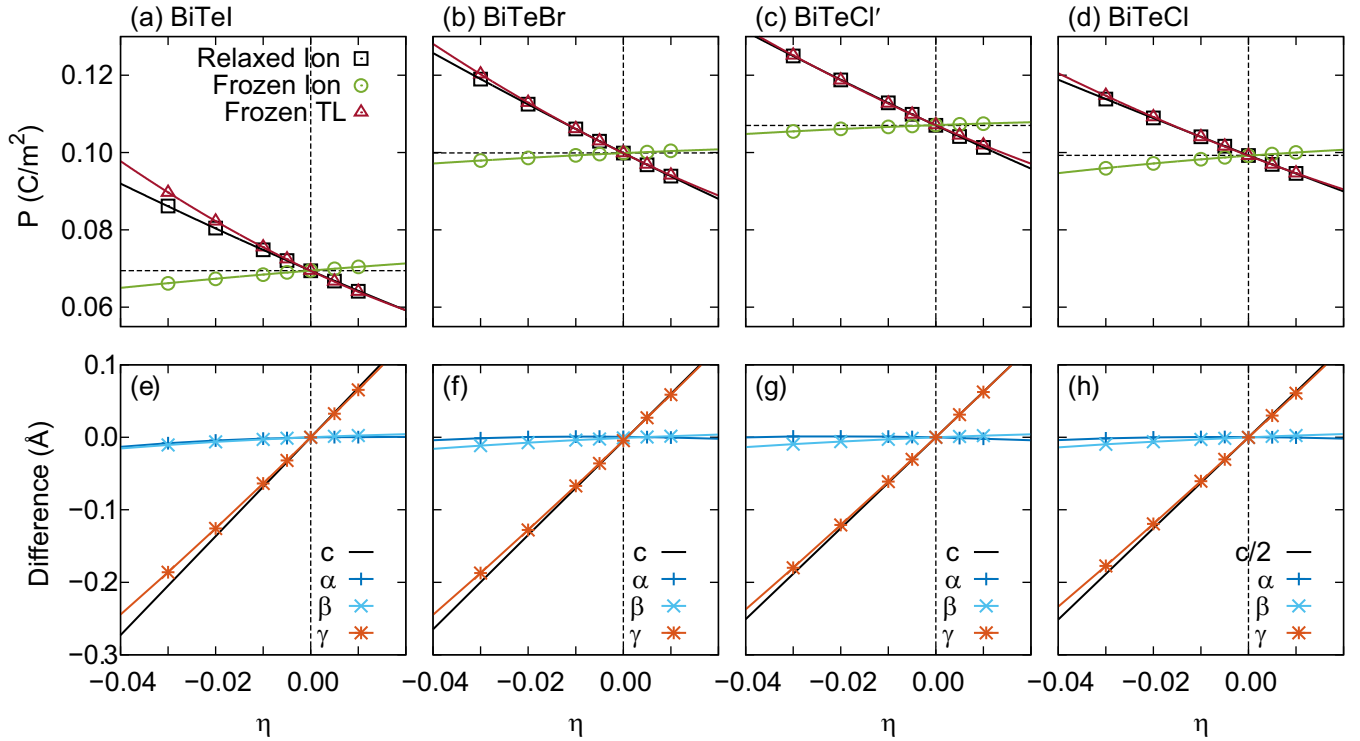 (a) BiTeI
(b) BiTeBr
(c) BiTeCl′
(d) BiTeCl
Relaxed Ion
Frozen Ion
Frozen TL
P (C/m²)
0.12
0.10
0.08
0.06
(e)
(f)
(g)
(h)
Difference (Å)
0.1
0.0
−0.1
−0.2
−0.3
c
α
β
γ
c
α
β
γ
c
α
β
γ
c/2
α
β
γ
−0.04 −0.02 0.00
−0.04 −0.02 0.00
−0.04 −0.02 0.00
−0.04 −0.02 0.00
η
η
η
η